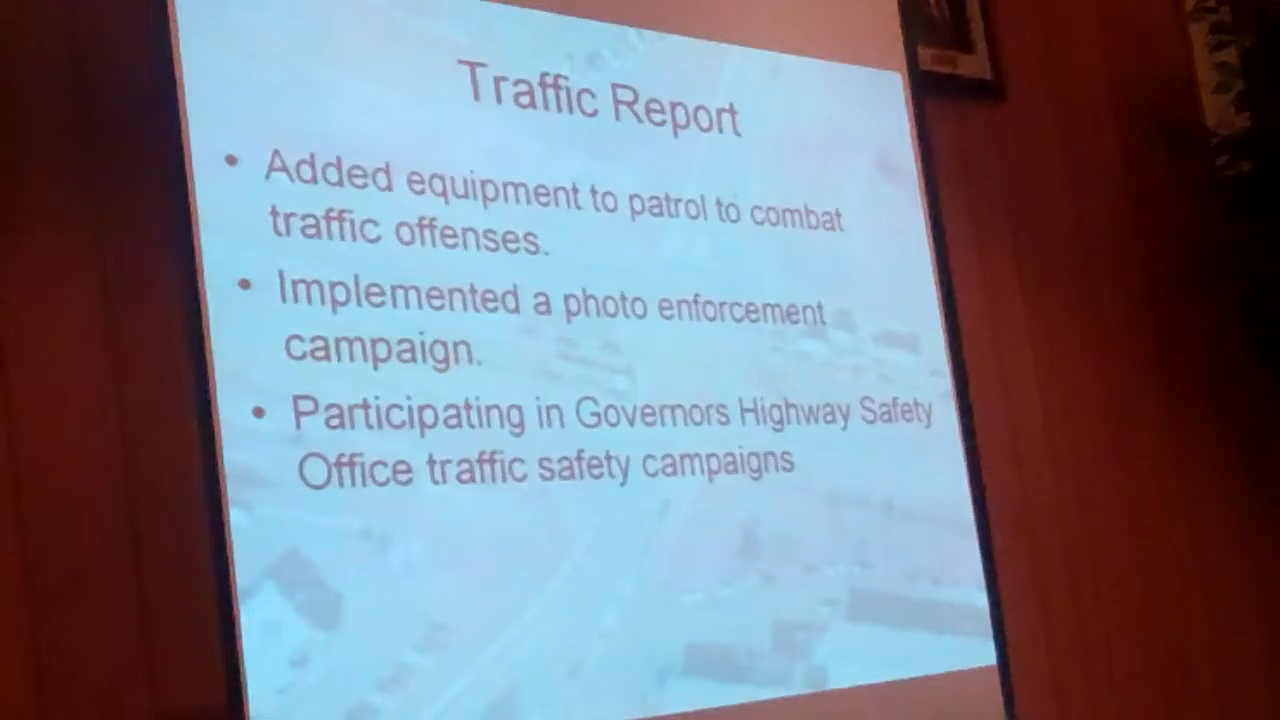 Traffic Report
• Added equipment to patrol to combat
traffic offenses.
• Implemented a photo enforcement
campaign.
• Participating in Governors Highway Safety
Office traffic safety campaigns